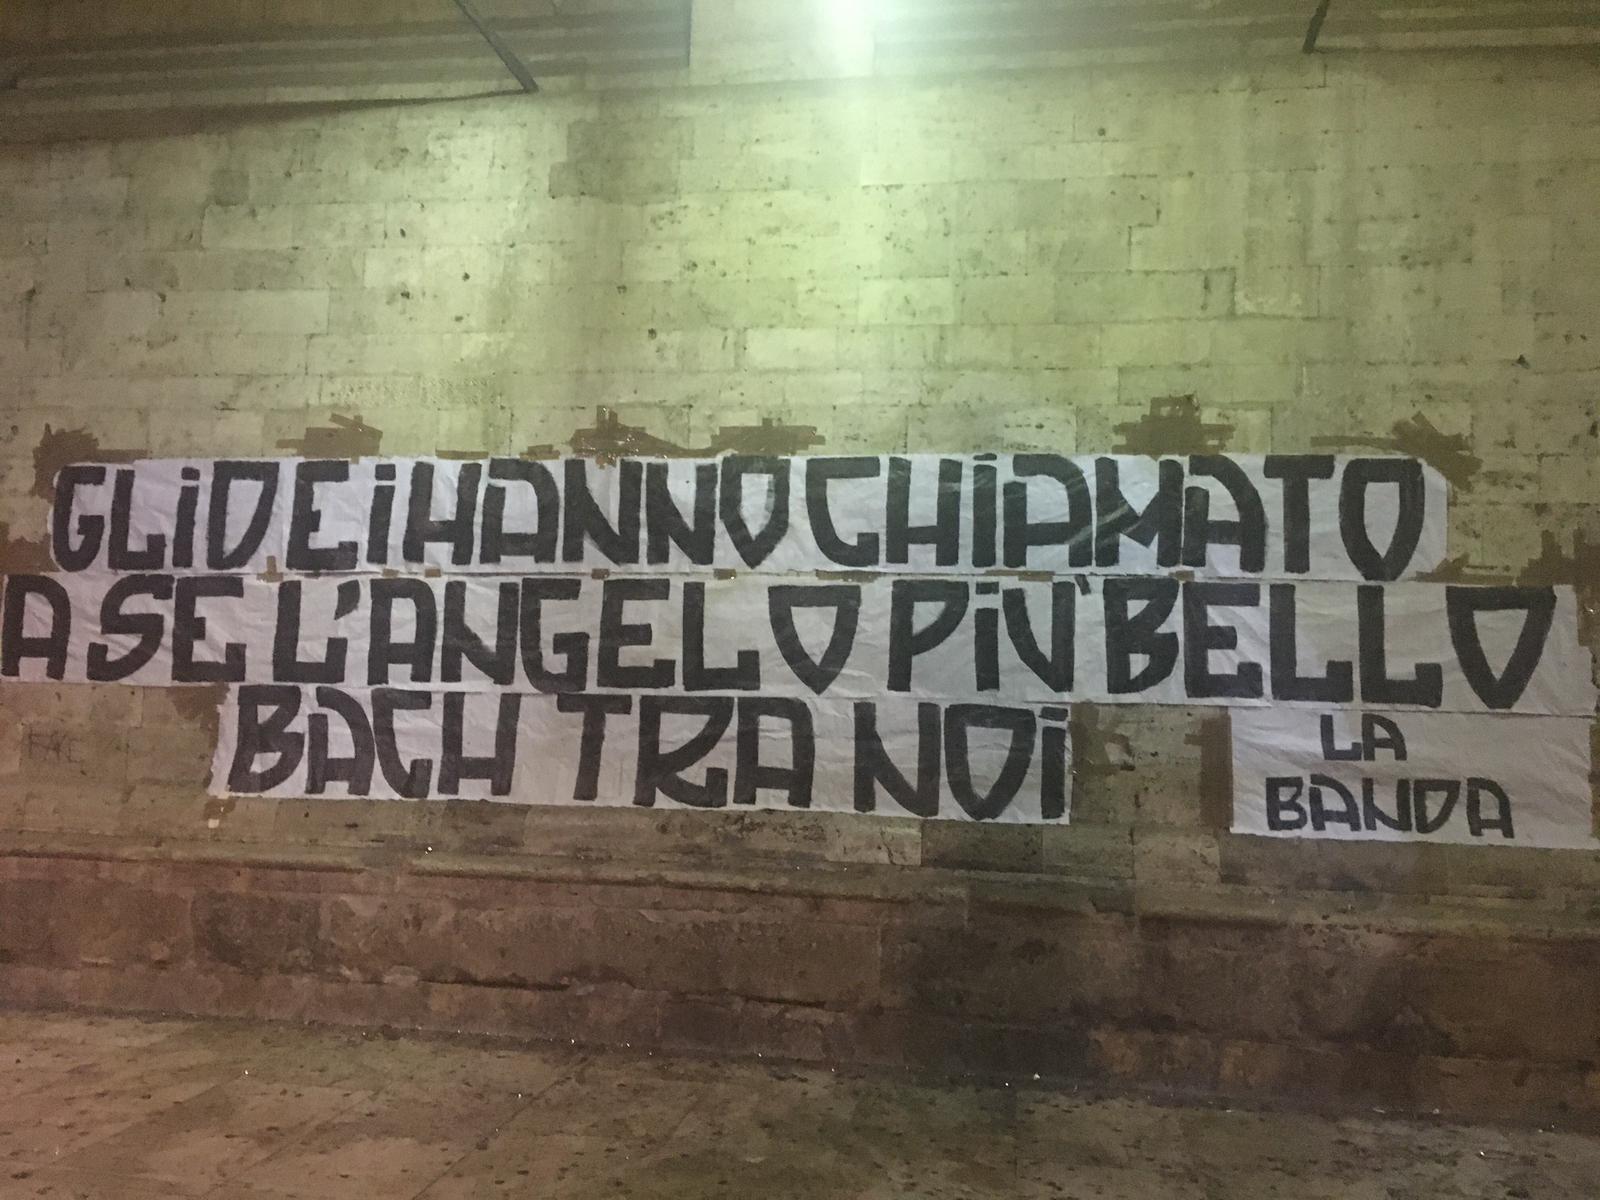 GLi DEi HANNO CHiAMATO
A SE L'ANGELO PiU' BELLO
BACH TRA NOi
LA
BANDA